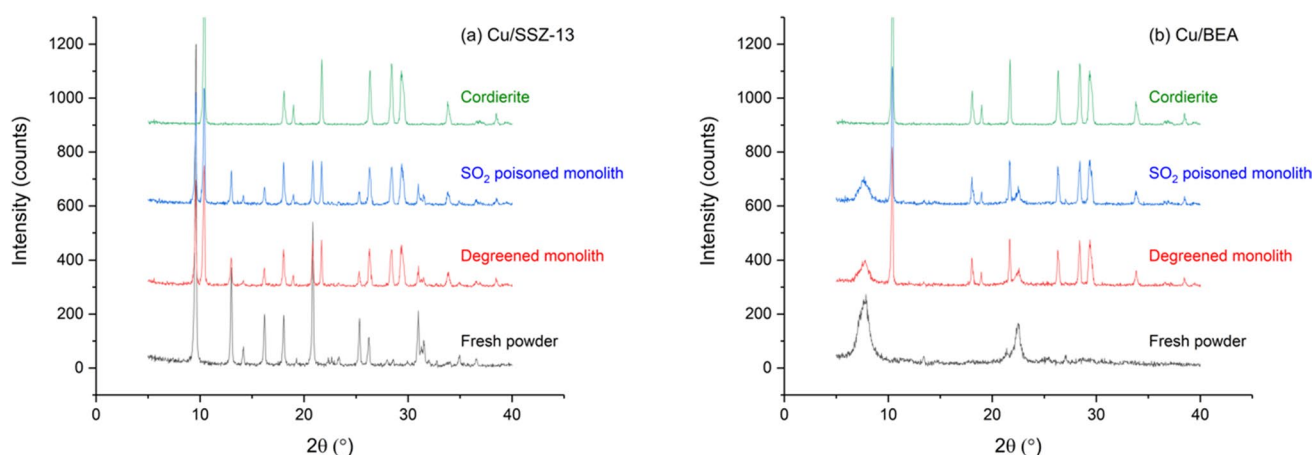 (a) Cu/SSZ-13
Intensity (counts)
1200
1000
800
600
400
200
0
Cordierite
SO₂ poisoned monolith
Degreened monolith
Fresh powder
0 10 20 30 40
2θ (°)
(b) Cu/BEA
Intensity (counts)
1200
1000
800
600
400
200
0
Cordierite
SO₂ poisoned monolith
Degreened monolith
Fresh powder
0 10 20 30 40
2θ (°)